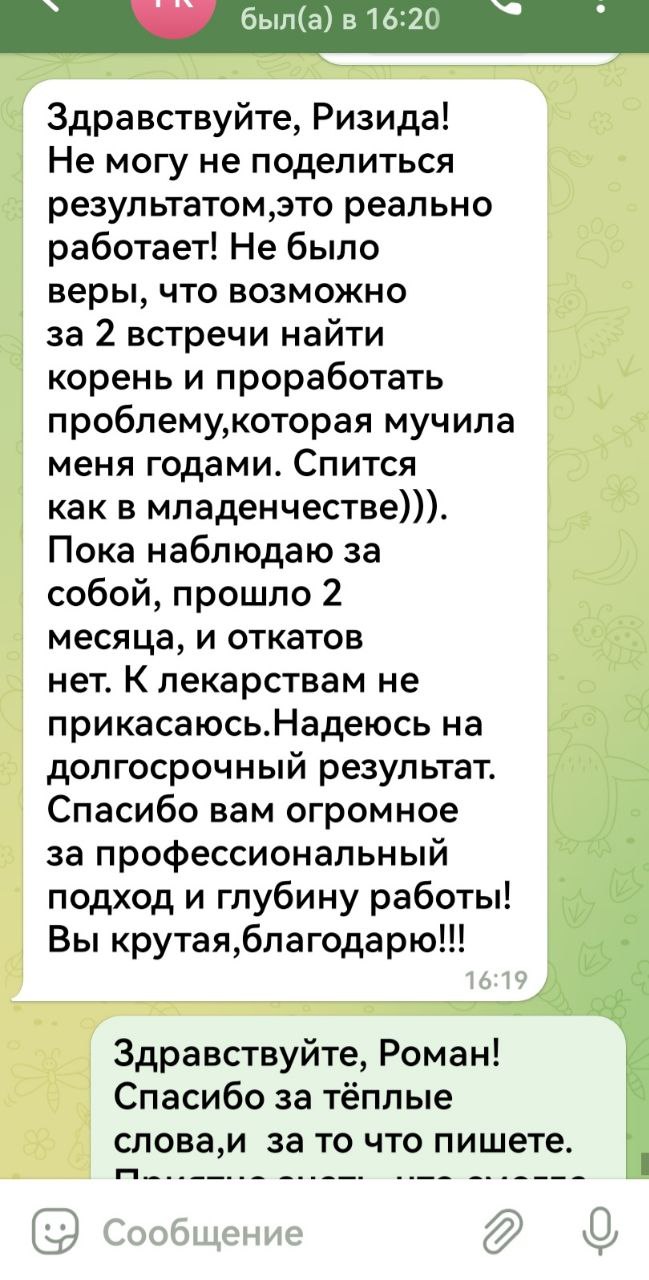 был(а) в 16:20
Здравствуйте, Ризида!
Не могу не поделиться
результатом,это реально
работает! Не было
веры, что возможно
за 2 встречи найти
корень и проработать
проблему,которая мучила
меня годами. Спится
как в младенчестве))).
Пока наблюдаю за
собой, прошло 2
месяца, и откатов
нет. К лекарствам не
прикасаюсь.Надеюсь на
долгосрочный результат.
Спасибо вам огромное
за профессиональный
подход и глубину работы!
Вы крутая,благодарю!!!
16:19
Здравствуйте, Роман!
Спасибо за тёплые
слова,и  за то что пишете.
Сообщение